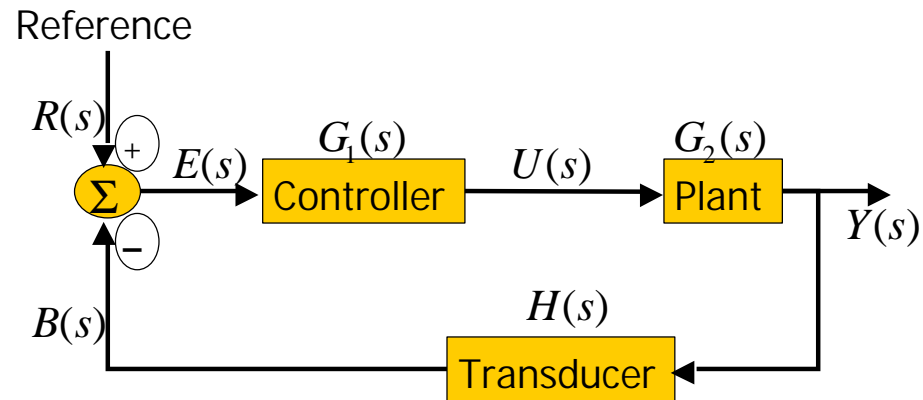 Reference
R(s)
+
E(s)
G₁(s)
Controller
U(s)
G₂(s)
Plant
Y(s)
Σ
−
B(s)
H(s)
Transducer